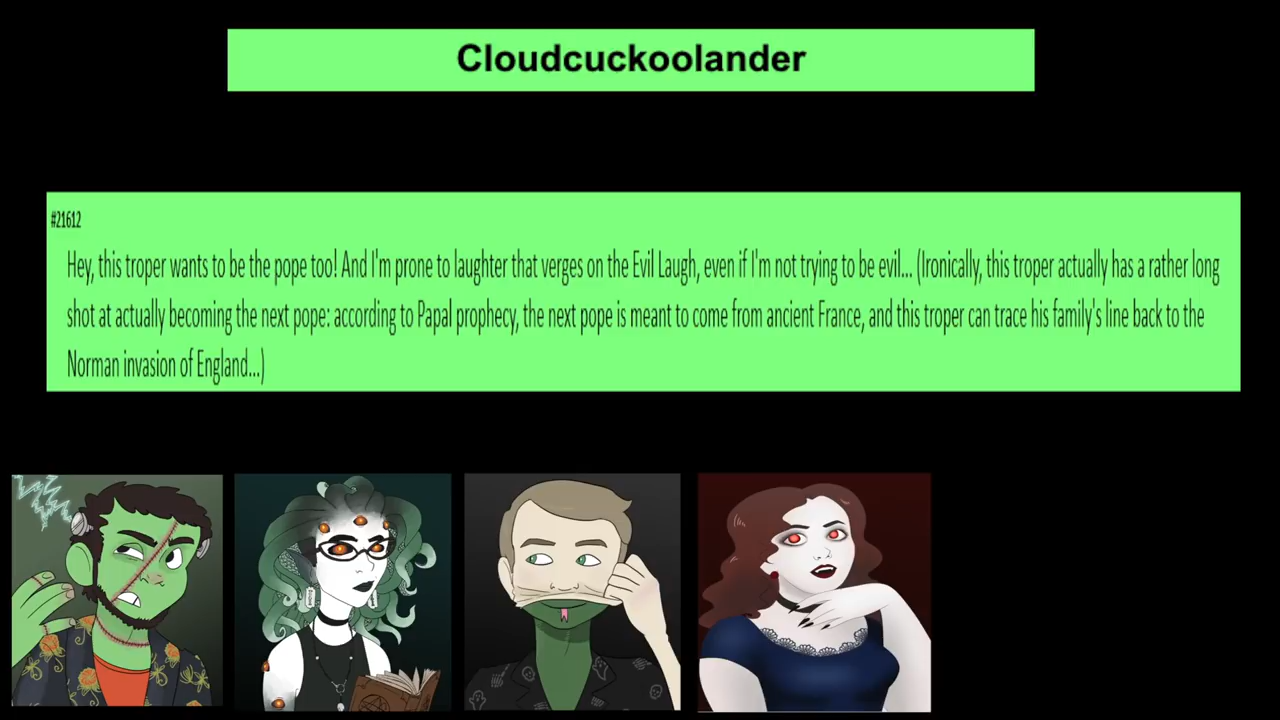 Cloudcuckoolander
#21612
Hey, this troper wants to be the pope too! And I'm prone to laughter that verges on the Evil Laugh, even if I'm not trying to be evil... (Ironically, this troper actually has a rather long
shot at actually becoming the next pope: according to Papal prophecy, the next pope is meant to come from ancient France, and this troper can trace his family's line back to the
Norman invasion of England...)